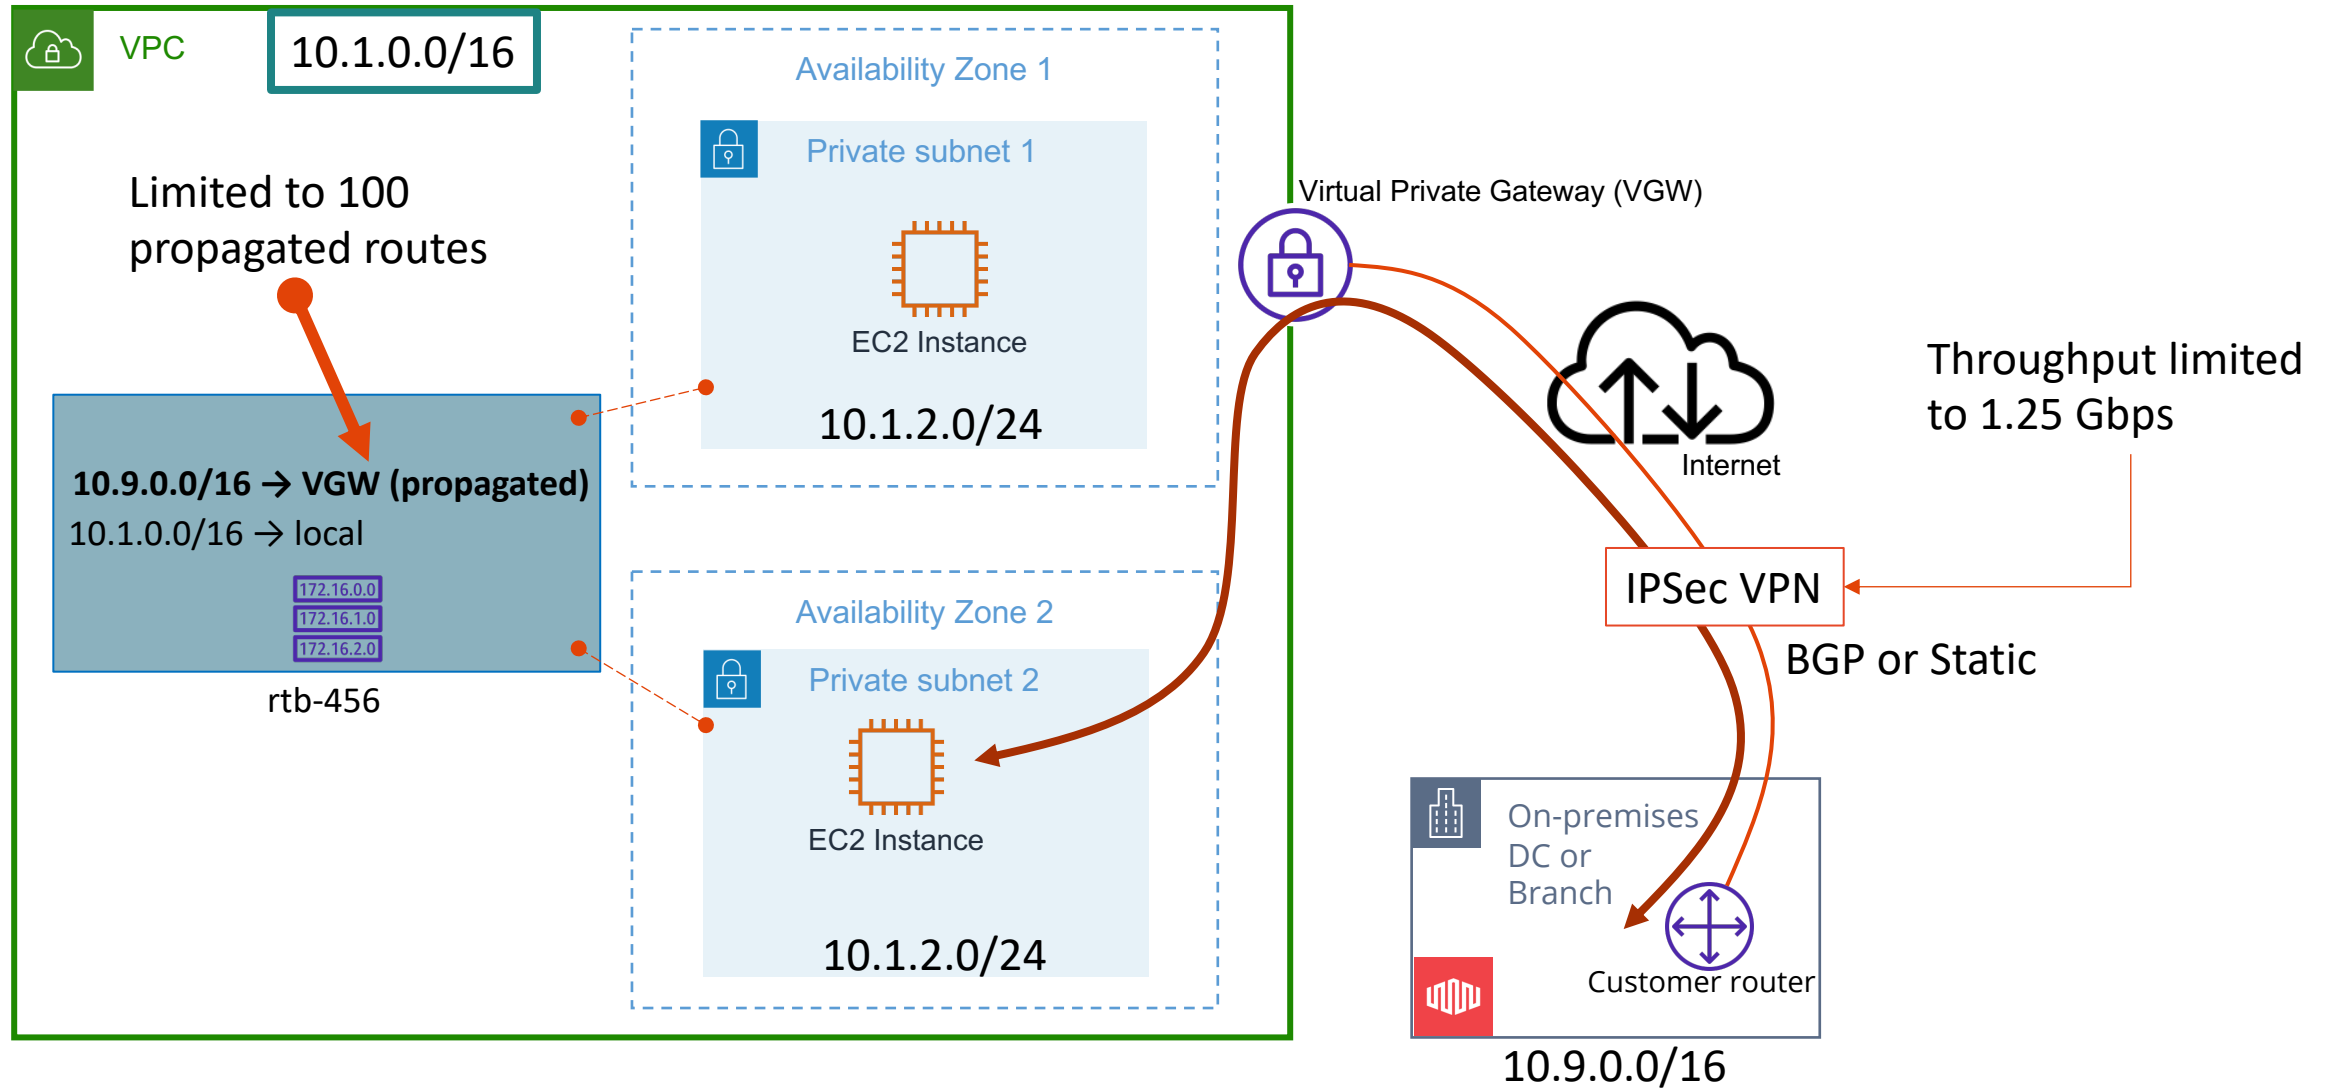 VPC
10.1.0.0/16
Availability Zone 1
Private subnet 1
EC2 Instance
10.1.2.0/24
Limited to 100
propagated routes
10.9.0.0/16 → VGW (propagated)
10.1.0.0/16 → local
172.16.0.0
172.16.1.0
172.16.2.0
rtb-456
Availability Zone 2
Private subnet 2
EC2 Instance
10.1.2.0/24
Virtual Private Gateway (VGW)
Internet
Throughput limited
to 1.25 Gbps
IPSec VPN
BGP or Static
On-premises
DC or
Branch
Customer router
10.9.0.0/16